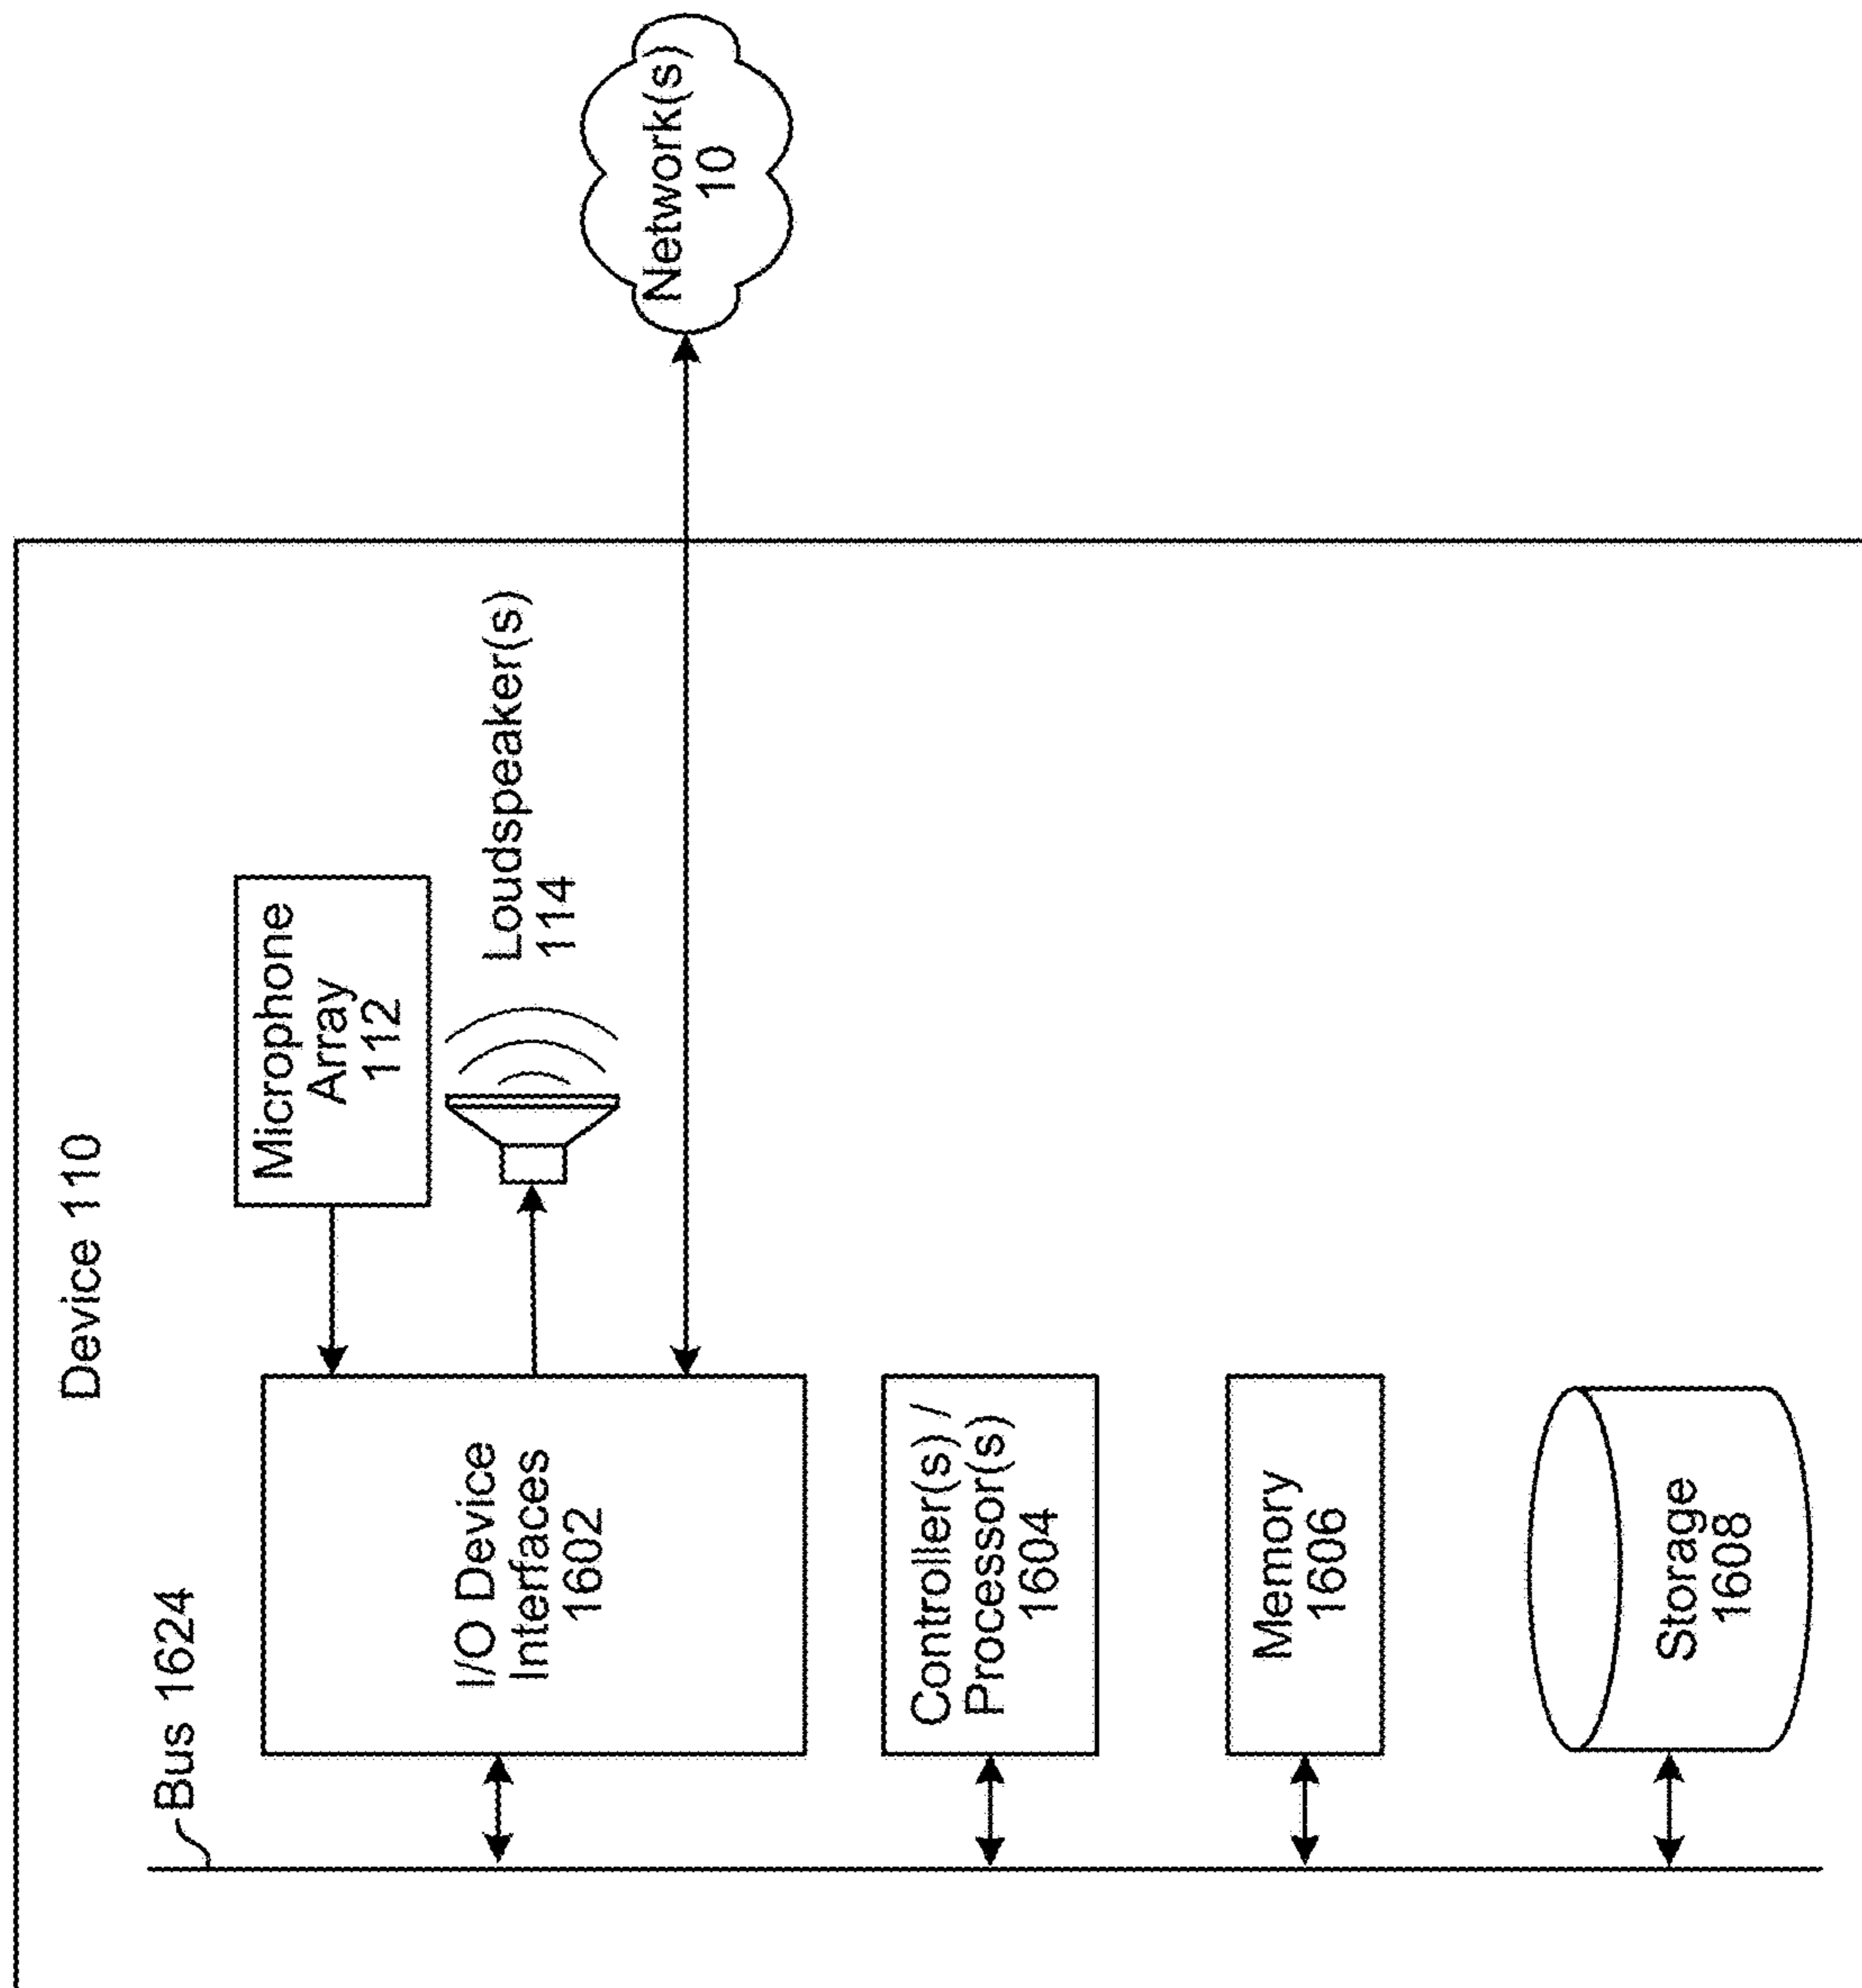 Device 110
Bus 1624
I/O Device
Interfaces
1602
Microphone
Array
112
Loudspeaker(s)
114
Network(s)
10
Controller(s) /
Processor(s)
1604
Memory
1606
Storage
1608